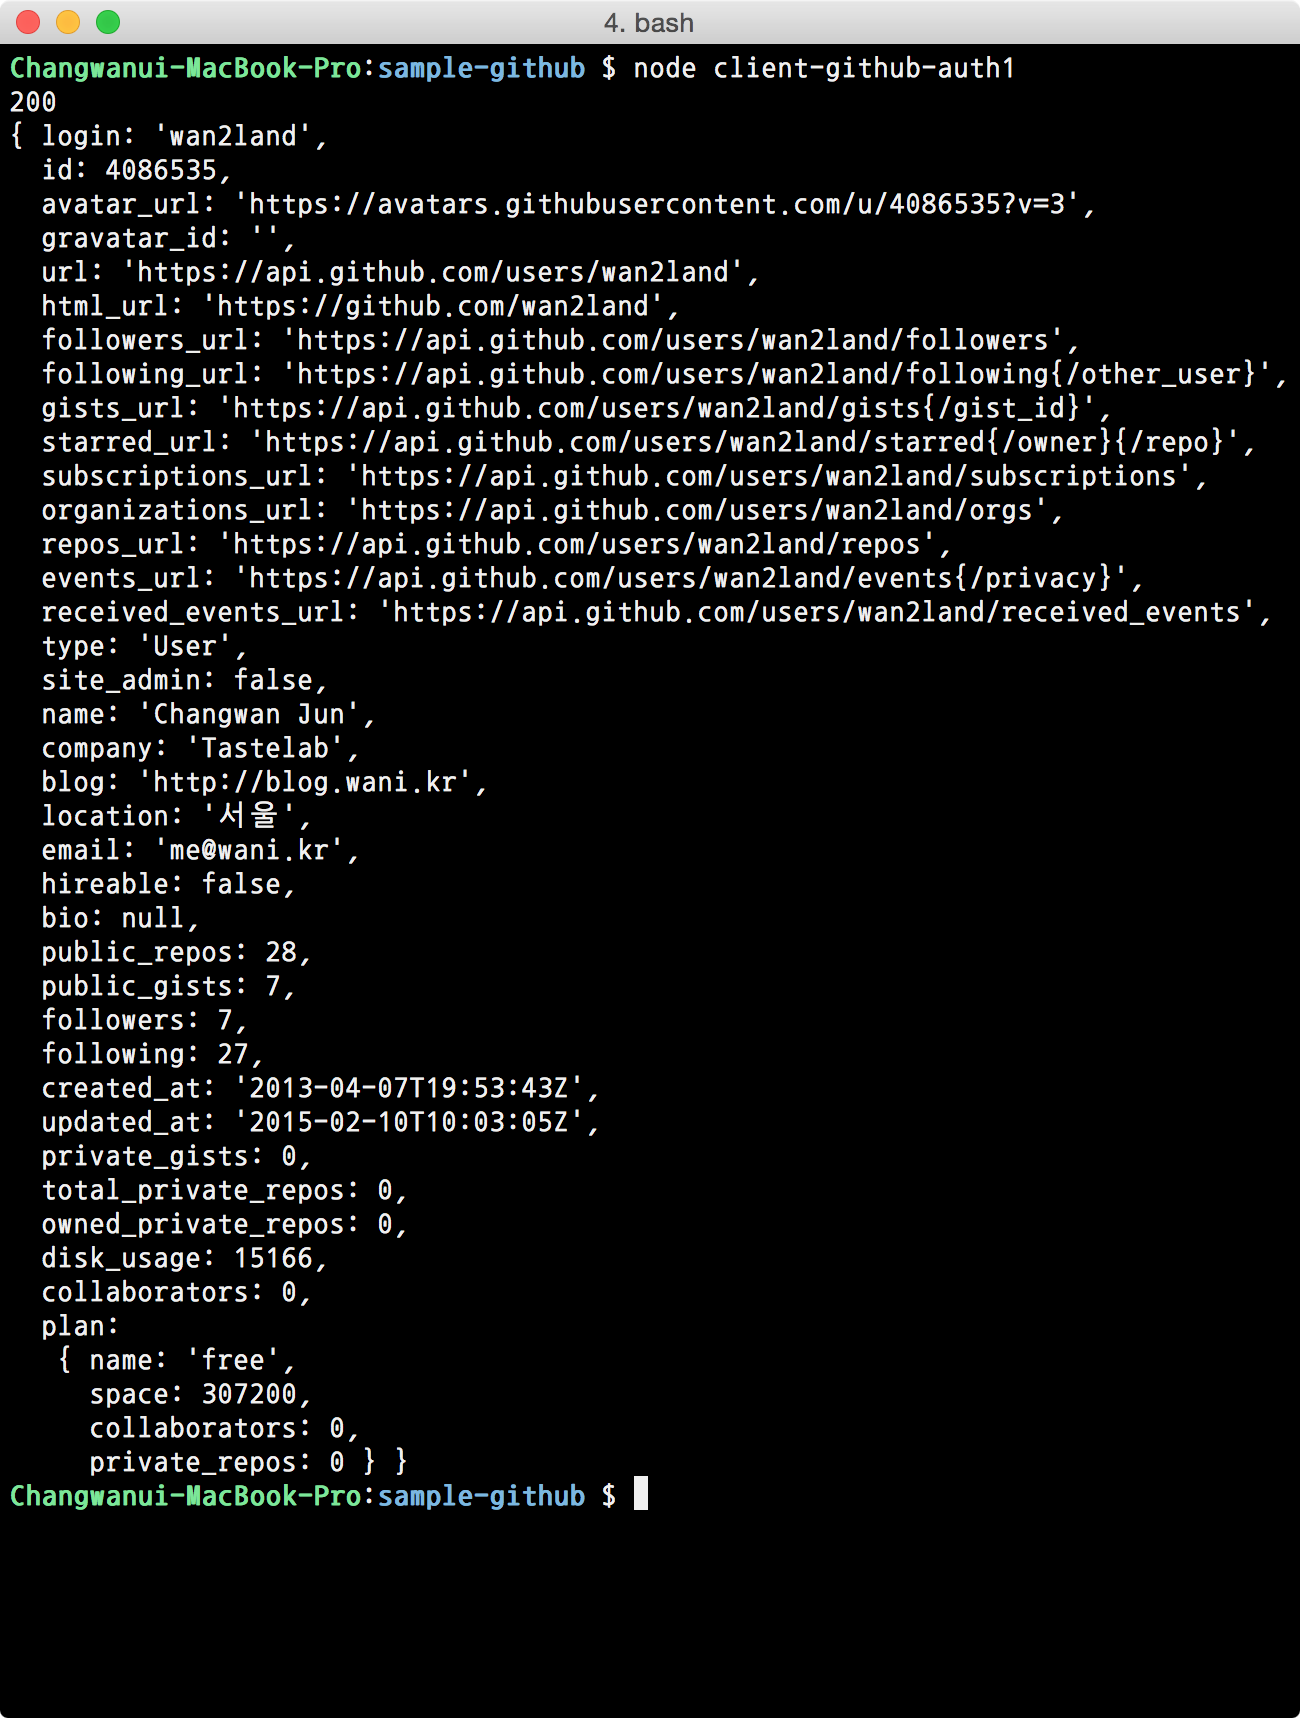 4. bash
Changwanui-MacBook-Pro:sample-github $ node client-github-auth1
200
{ login: 'wan2land',
  id: 4086535,
  avatar_url: 'https://avatars.githubusercontent.com/u/4086535?v=3',
  gravatar_id: '',
  url: 'https://api.github.com/users/wan2land',
  html_url: 'https://github.com/wan2land',
  followers_url: 'https://api.github.com/users/wan2land/followers',
  following_url: 'https://api.github.com/users/wan2land/following{/other_user}',
  gists_url: 'https://api.github.com/users/wan2land/gists{/gist_id}',
  starred_url: 'https://api.github.com/users/wan2land/starred{/owner}{/repo}',
  subscriptions_url: 'https://api.github.com/users/wan2land/subscriptions',
  organizations_url: 'https://api.github.com/users/wan2land/orgs',
  repos_url: 'https://api.github.com/users/wan2land/repos',
  events_url: 'https://api.github.com/users/wan2land/events{/privacy}',
  received_events_url: 'https://api.github.com/users/wan2land/received_events',
  type: 'User',
  site_admin: false,
  name: 'Changwan Jun',
  company: 'Tastelab',
  blog: 'http://blog.wani.kr',
  location: '서울',
  email: 'me@wani.kr',
  hireable: false,
  bio: null,
  public_repos: 28,
  public_gists: 7,
  followers: 7,
  following: 27,
  created_at: '2013-04-07T19:53:43Z',
  updated_at: '2015-02-10T10:03:05Z',
  private_gists: 0,
  total_private_repos: 0,
  owned_private_repos: 0,
  disk_usage: 15166,
  collaborators: 0,
  plan:
   { name: 'free',
     space: 307200,
     collaborators: 0,
     private_repos: 0 } }
Changwanui-MacBook-Pro:sample-github $